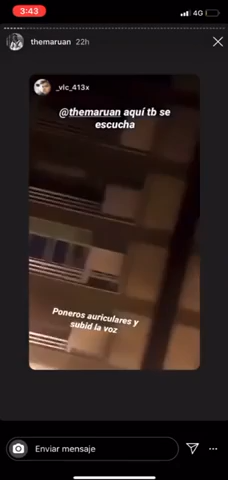 3:43
4G
themaruan 22h
_vlc_413x
@themaruan aquí tb se
escucha
Poneros auriculares y
subid la voz
Enviar mensaje